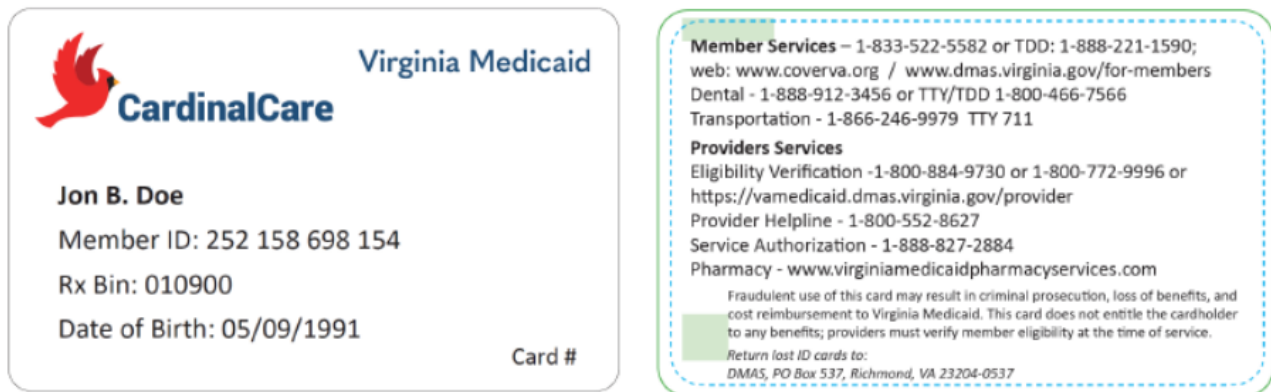 Virginia Medicaid
CardinalCare
Jon B. Doe
Member ID: 252 158 698 154
Rx Bin: 010900
Date of Birth: 05/09/1991
Card #
Member Services – 1-833-522-5582 or TDD: 1-888-221-1590;
web: www.coverva.org / www.dmas.virginia.gov/for-members
Dental - 1-888-912-3456 or TTY/TDD 1-800-466-7566
Transportation - 1-866-246-9979 TTY 711
Providers Services
Eligibility Verification -1-800-884-9730 or 1-800-772-9996 or
https://vamedicaid.dmas.virginia.gov/provider
Provider Helpline - 1-800-552-8627
Service Authorization - 1-888-827-2884
Pharmacy - www.virginiamedicaidpharmacyservices.com
Fraudulent use of this card may result in criminal prosecution, loss of benefits, and
cost reimbursement to Virginia Medicaid. This card does not entitle the cardholder
to any benefits; providers must verify member eligibility at the time of service.
Return lost ID cards to:
DMAS, PO Box 537, Richmond, VA 23204-0537